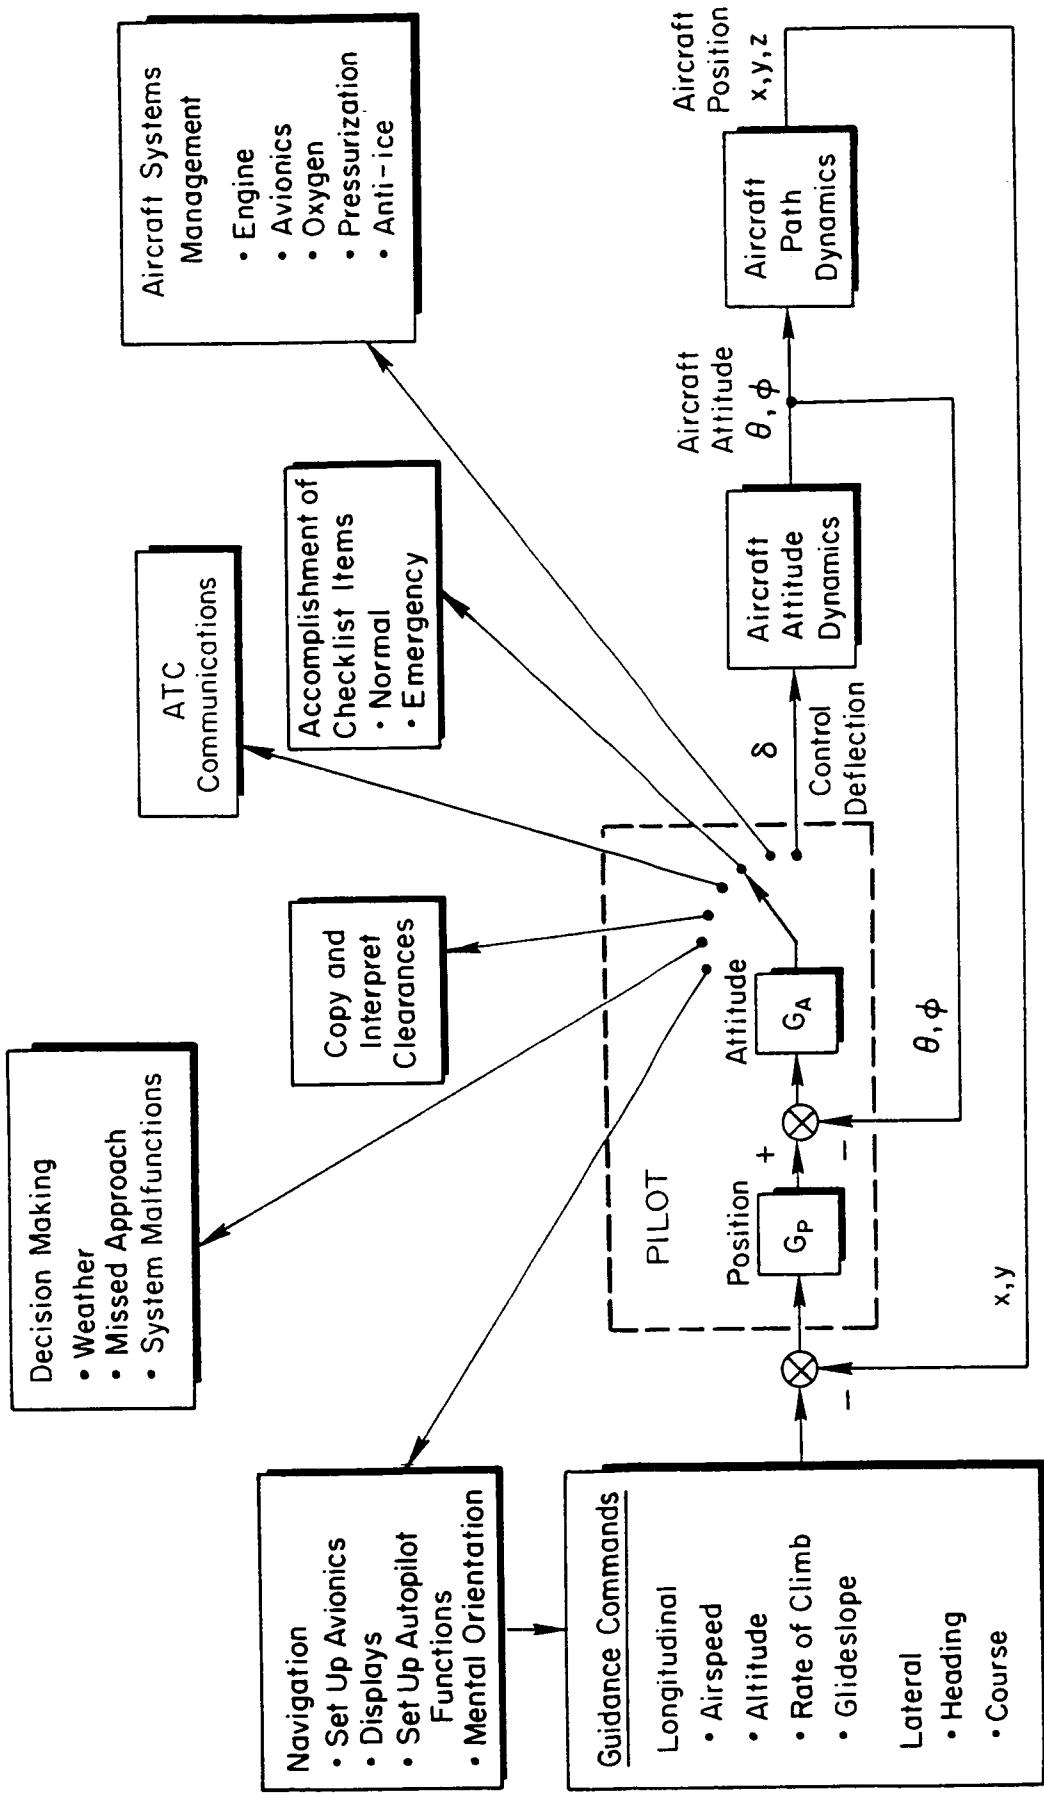 Decision Making
• Weather
• Missed Approach
• System Malfunctions
ATC
Communications
Aircraft Systems
Management
• Engine
• Avionics
• Oxygen
• Pressurization
• Anti-ice
Navigation
• Set Up Avionics
• Displays
• Set Up Autopilot
Functions
• Mental Orientation
Copy and
Interpret
Clearances
Accomplishment of
Checklist Items
• Normal
• Emergency
Guidance Commands
Longitudinal
• Airspeed
• Altitude
• Rate of Climb
• Glideslope
Lateral
• Heading
• Course
PILOT
Position
GP
+
−
−
Attitude
GA
δ
Control
Deflection
Aircraft
Attitude
Dynamics
Aircraft
Attitude
θ, ϕ
Aircraft
Path
Dynamics
Aircraft
Position
x,y,z
θ,ϕ
x,y